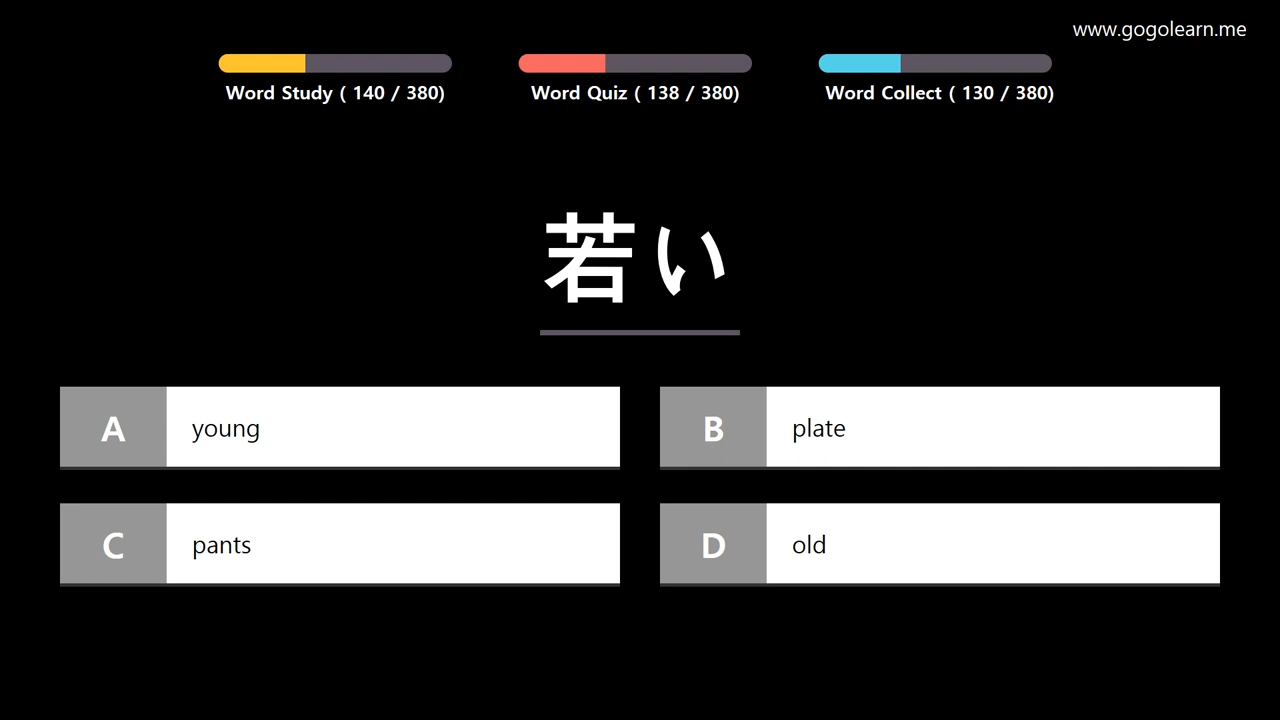 www.gogolearn.me
Word Study ( 140 / 380)
Word Quiz ( 138 / 380)
Word Collect ( 130 / 380)
若い
A young
B plate
C pants
D old